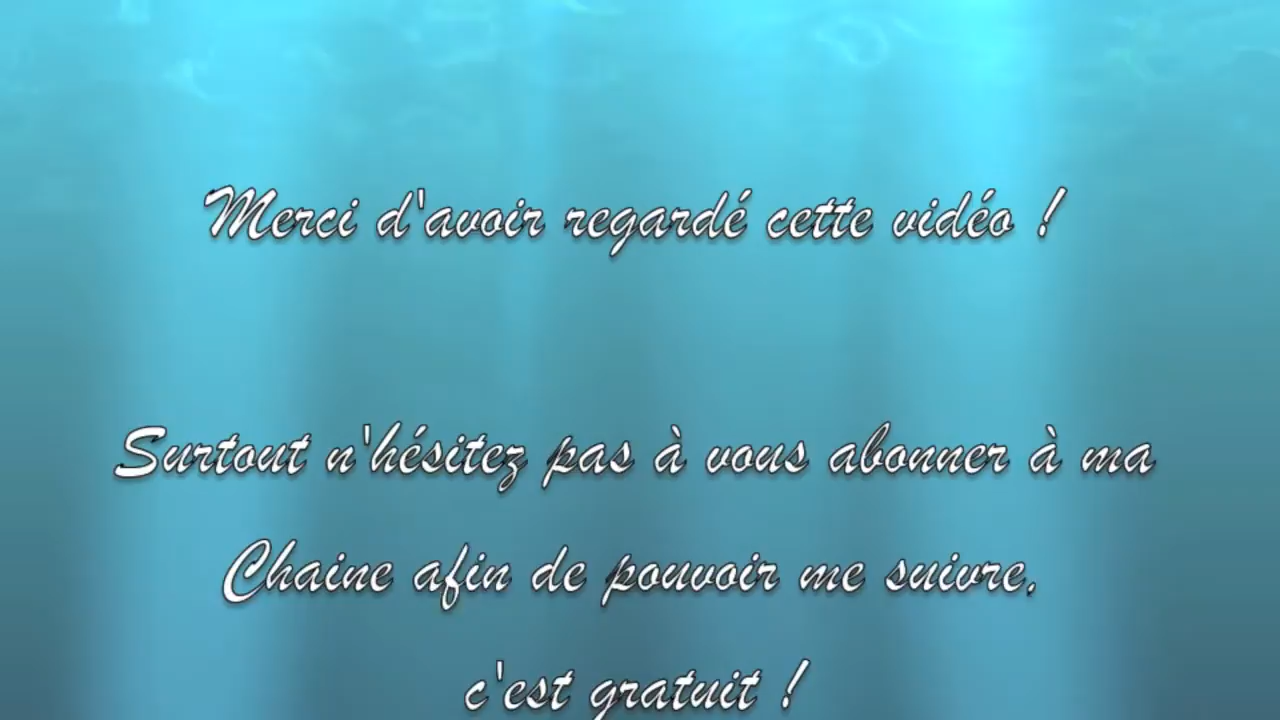 Merci d'avoir regardé cette vidéo !
Surtout n'hésitez pas à vous abonner à ma
Chaine afin de pouvoir me suivre,
c'est gratuit !